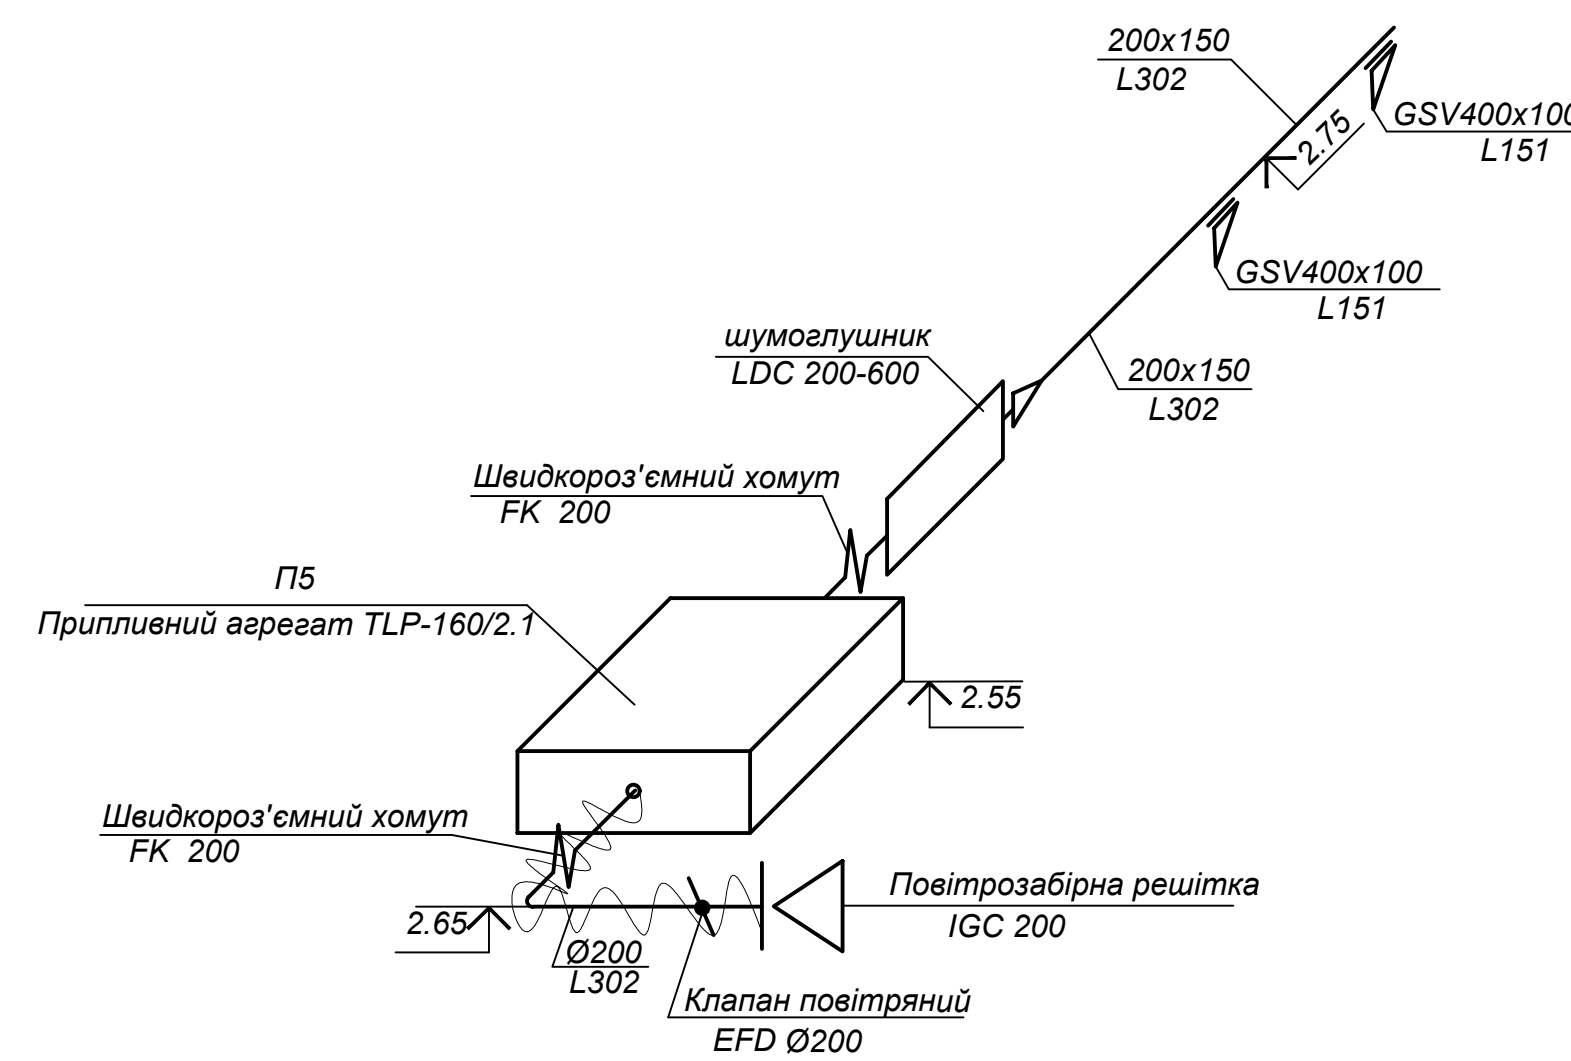 200x150
L302
GSV400x100
L151
2.75
GSV400x100
L151
шумоглушник
LDC 200-600
200x150
L302
Швидкороз'ємний хомут
FK 200
П5
Припливний агрегат TLP-160/2.1
2.55
Швидкороз'ємний хомут
FK 200
Повітрозабірна решітка
IGC 200
2.65
Ø200
L302
Клапан повітряний
EFD Ø200